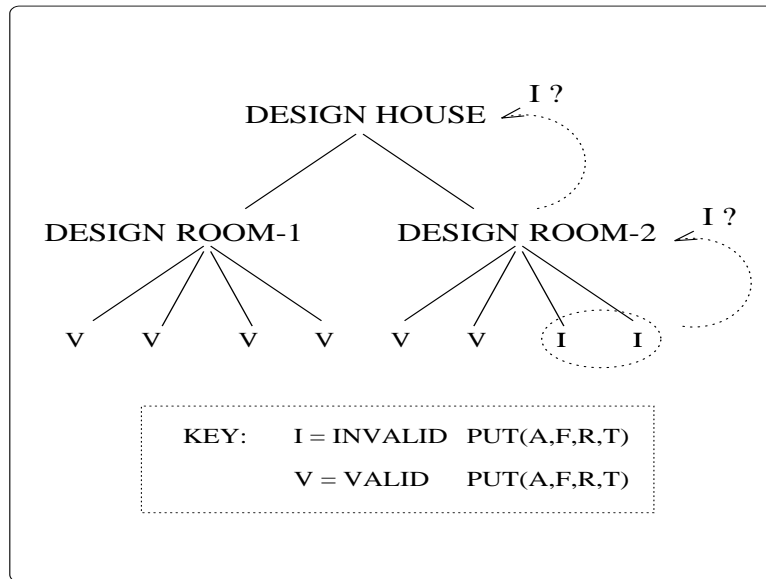 I ?
DESIGN HOUSE
I ?
DESIGN ROOM-1 DESIGN ROOM-2
V V V V V V I I
KEY: I = INVALID PUT(A,F,R,T)
V = VALID PUT(A,F,R,T)